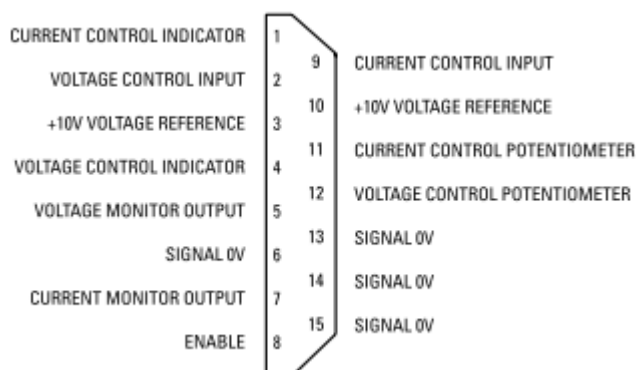 CURRENT CONTROL INDICATOR 1
VOLTAGE CONTROL INPUT 2
+10V VOLTAGE REFERENCE 3
VOLTAGE CONTROL INDICATOR 4
VOLTAGE MONITOR OUTPUT 5
SIGNAL 0V 6
CURRENT MONITOR OUTPUT 7
ENABLE 8
9 CURRENT CONTROL INPUT
10 +10V VOLTAGE REFERENCE
11 CURRENT CONTROL POTENTIOMETER
12 VOLTAGE CONTROL POTENTIOMETER
13 SIGNAL 0V
14 SIGNAL 0V
15 SIGNAL 0V